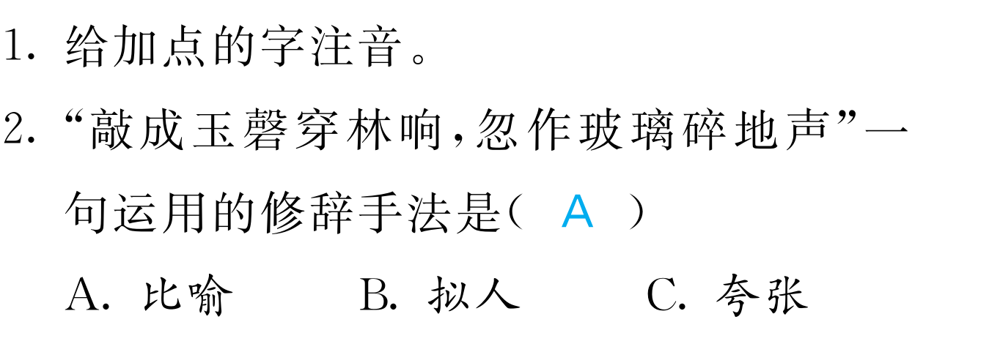 1. 给加点的字注音。
2. “敲成玉磬穿林响,忽作玻璃碎地声”一
句运用的修辞手法是( A )
A. 比喻 B. 拟人 C. 夸张